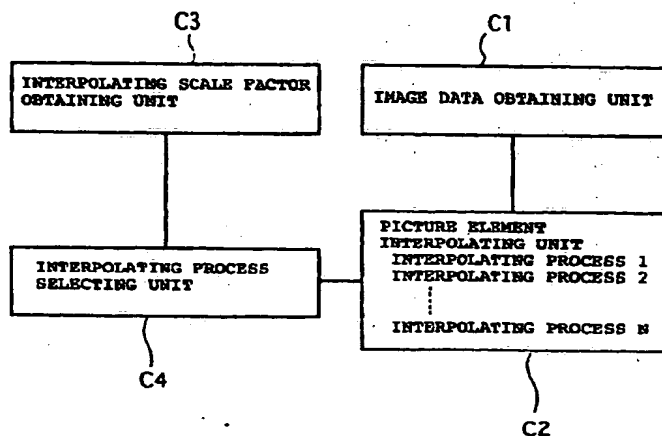 C3
C1
INTERPOLATING SCALE FACTOR
OBTAINING UNIT
IMAGE DATA OBTAINING UNIT
INTERPOLATING PROCESS
SELECTING UNIT
PICTURE ELEMENT
INTERPOLATING UNIT
INTERPOLATING PROCESS 1
INTERPOLATING PROCESS 2
INTERPOLATING PROCESS N
C4
C2